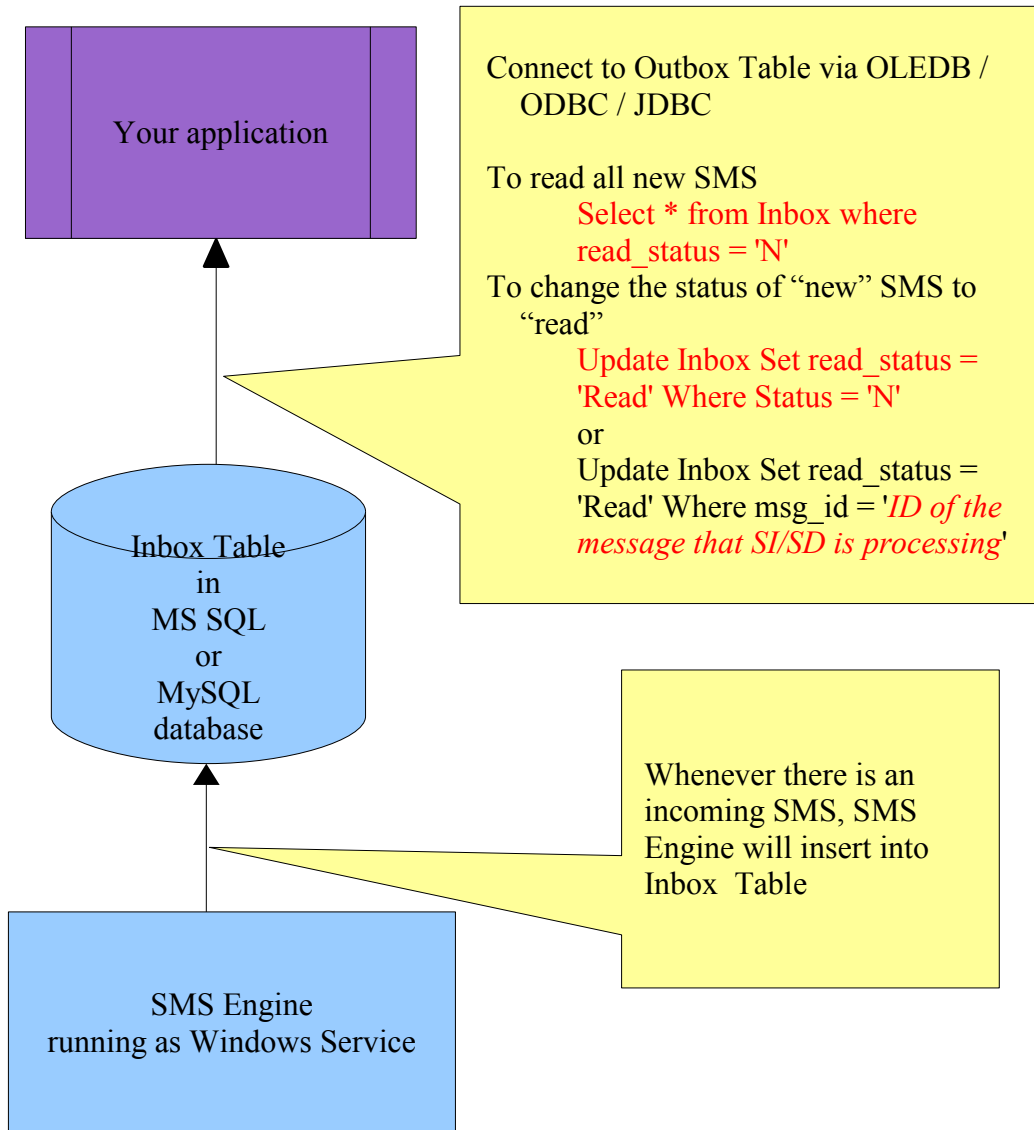 Your application
Connect to Outbox Table via OLEDB /
ODBC / JDBC
To read all new SMS
Select * from Inbox where
read_status = 'N'
To change the status of “new” SMS to
“read”
Update Inbox Set read_status =
'Read' Where Status = 'N'
or
Update Inbox Set read_status =
'Read' Where msg_id = 'ID of the
message that SI/SD is processing'
Inbox Table
in
MS SQL
or
MySQL
database
Whenever there is an
incoming SMS, SMS
Engine will insert into
Inbox  Table
SMS Engine
running as Windows Service